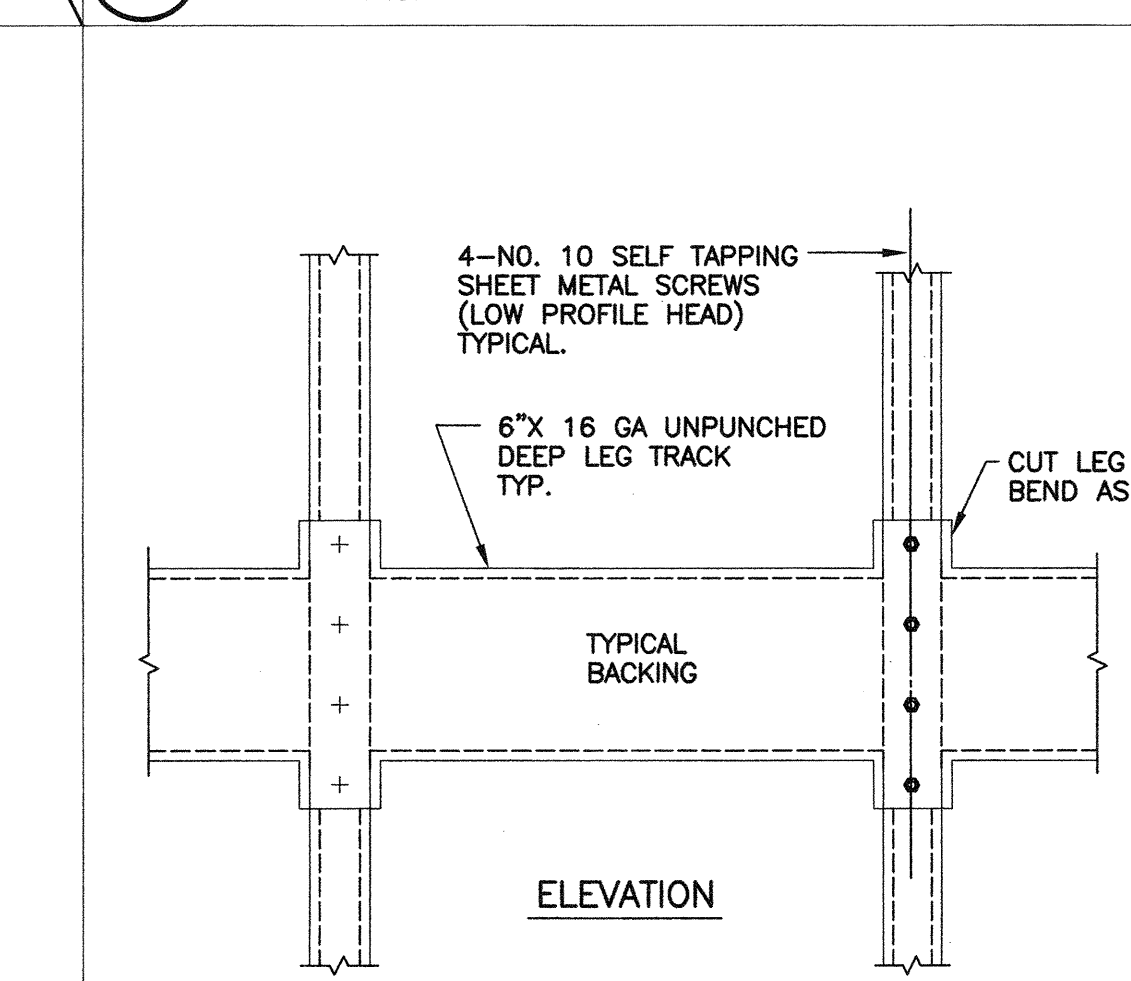 4-NO. 10 SELF TAPPING
SHEET METAL SCREWS
(LOW PROFILE HEAD)
TYPICAL.
6"X 16 GA UNPUNCHED
DEEP LEG TRACK
TYP.
CUT LEG
BEND AS
TYPICAL
BACKING
ELEVATION